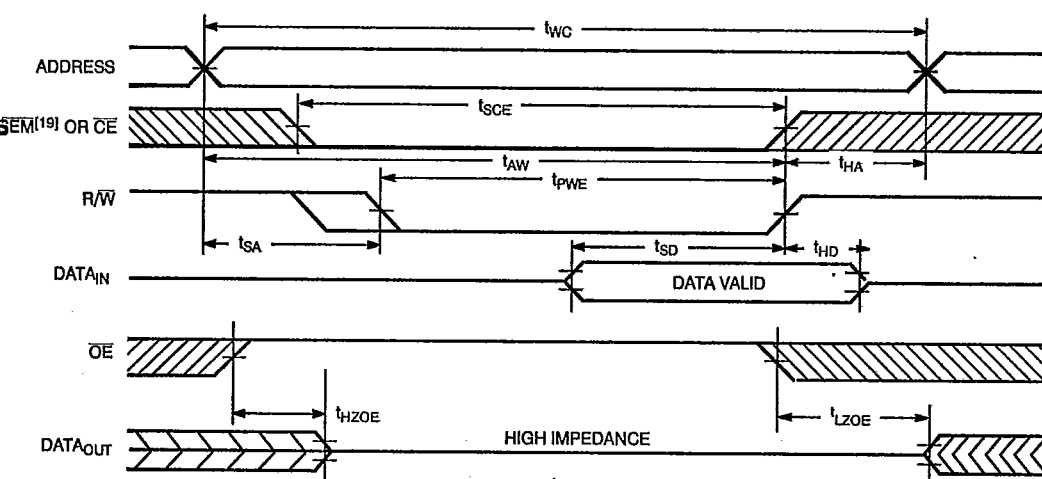 tWC
ADDRESS
tSCE
SEM[19] OR CE
tAW
tHA
tPWE
R/W
tSA
tSD
tHD
DATAIN
DATA VALID
OE
tHZOE
tLZOE
HIGH IMPEDANCE
DATAOUT